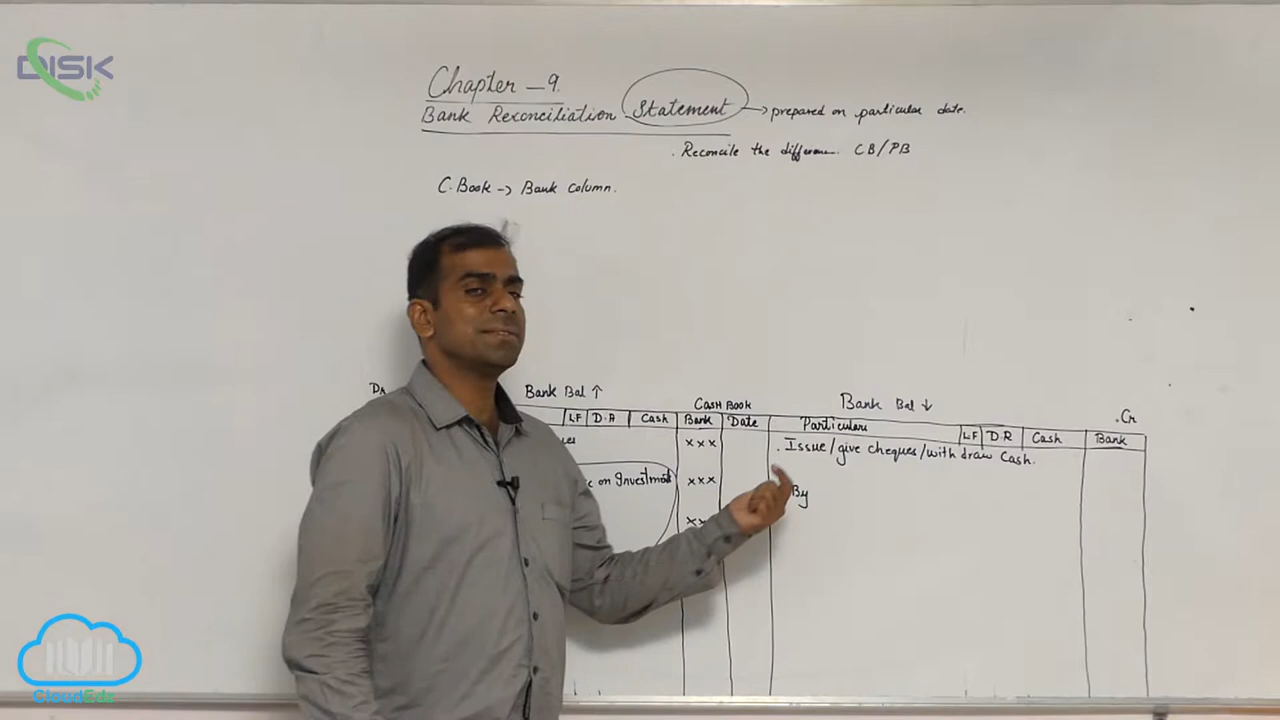 DISK
Chapter - 9.
Bank Reconciliation Statement → prepared on particular date.
. Reconcile the CB/PB
C. Book → Bank Column.
Bank Bal ↑
CASH BOOK
Bank Bal ↓
.Cr
LF D.A Cash Bank Date Particulars LF D.R Cash Bank
xxx
. Issue/give cheques/with draw Cash.
on Investment xxx
By
CloudEdz